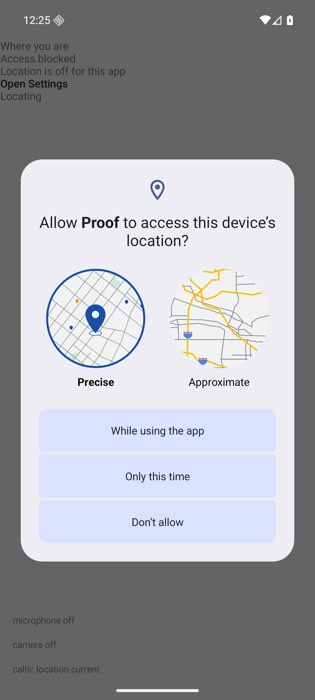 12:25
Where you are
Access blocked
Location is off for this app
Open Settings
Locating
Allow Proof to access this device's
location?
Precise
Approximate
While using the app
Only this time
Don't allow
microphone off
camera off
calls: location.current